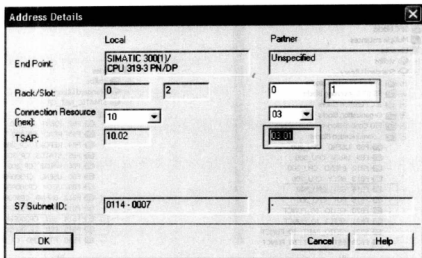 Address Details
Local Partner
End Point: SIMATIC 300(1)/ CPU 319-3 PN/DP Unspecified
Rack/Slot: 0 2 0 1
Connection Resource (hex): 10 03
TSAP: 10.02 03.01
S7 Subnet ID: 0114 - 0007 -
OK Cancel Help